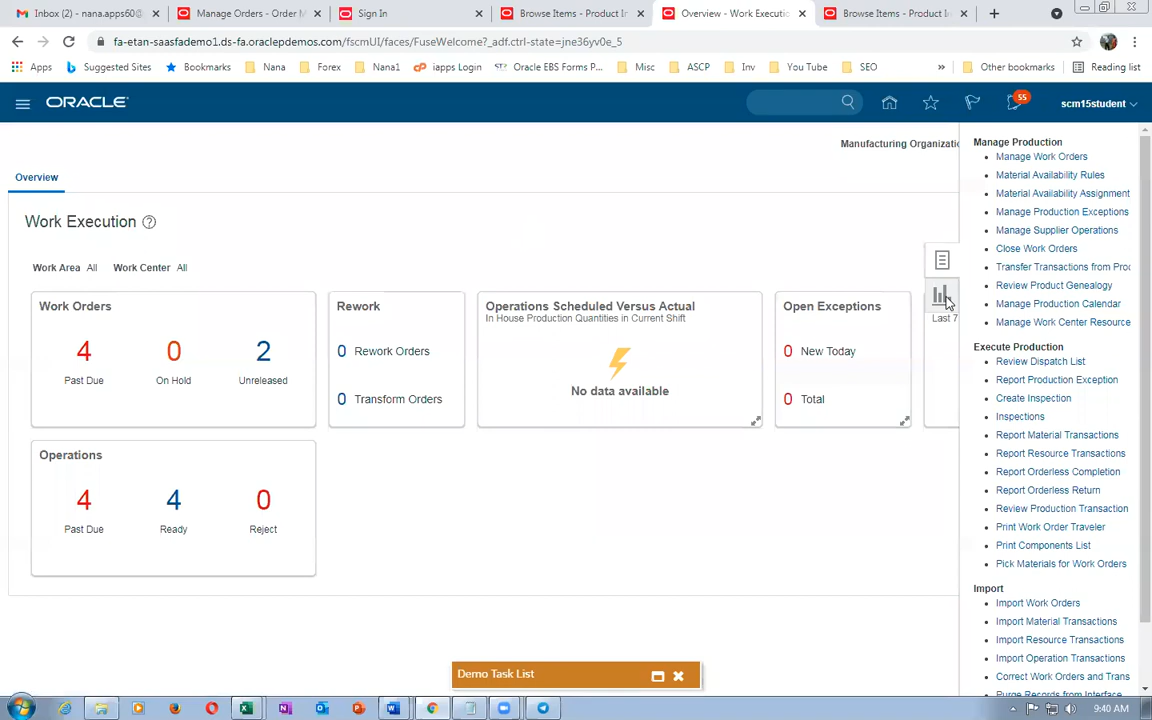 Inbox (2) - nana.apps60@
Manage Orders - Order M
Sign In
Browse Items - Product In
Overview - Work Executio
Browse Items - Product In
fa-etan-saasfademo1.ds-fa.oraclepdemos.com/fscmUI/faces/FuseWelcome?_adf.ctrl-state=jne36yv0e_5
Apps Suggested Sites Bookmarks Nana Forex Nana1 iapps Login Oracle EBS Forms P... Misc ASCP Inv You Tube SEO » Other bookmarks Reading list
ORACLE 55 scm15student
Manufacturing Organizatio
Overview
Work Execution ?
Work Area All Work Center All
Work Orders
4 0 2
Past Due On Hold Unreleased
Rework
0 Rework Orders
0 Transform Orders
Operations Scheduled Versus Actual
In House Production Quantities in Current Shift
No data available
Open Exceptions
0 New Today
0 Total
Last 7
Operations
4 4 0
Past Due Ready Reject
Manage Production
Manage Work Orders
Material Availability Rules
Material Availability Assignment
Manage Production Exceptions
Manage Supplier Operations
Close Work Orders
Transfer Transactions from Proc
Review Product Genealogy
Manage Production Calendar
Manage Work Center Resource
Execute Production
Review Dispatch List
Report Production Exception
Create Inspection
Inspections
Report Material Transactions
Report Resource Transactions
Report Orderless Completion
Report Orderless Return
Review Production Transaction
Print Work Order Traveler
Print Components List
Pick Materials for Work Orders
Import
Import Work Orders
Import Material Transactions
Import Resource Transactions
Import Operation Transactions
Correct Work Orders and Trans
Purge Records from Interface
Demo Task List
9:40 AM